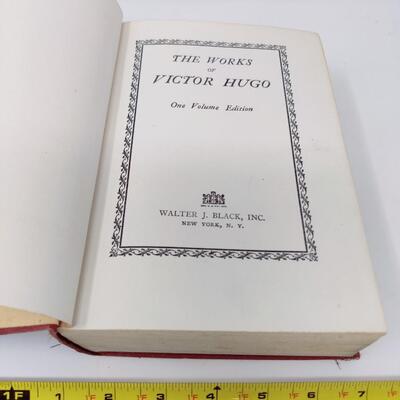 THE WORKS
OF
VICTOR HUGO
One Volume Edition
WALTER J. BLACK, INC.
NEW YORK, N. Y.
1 2 3 4 5 6 7